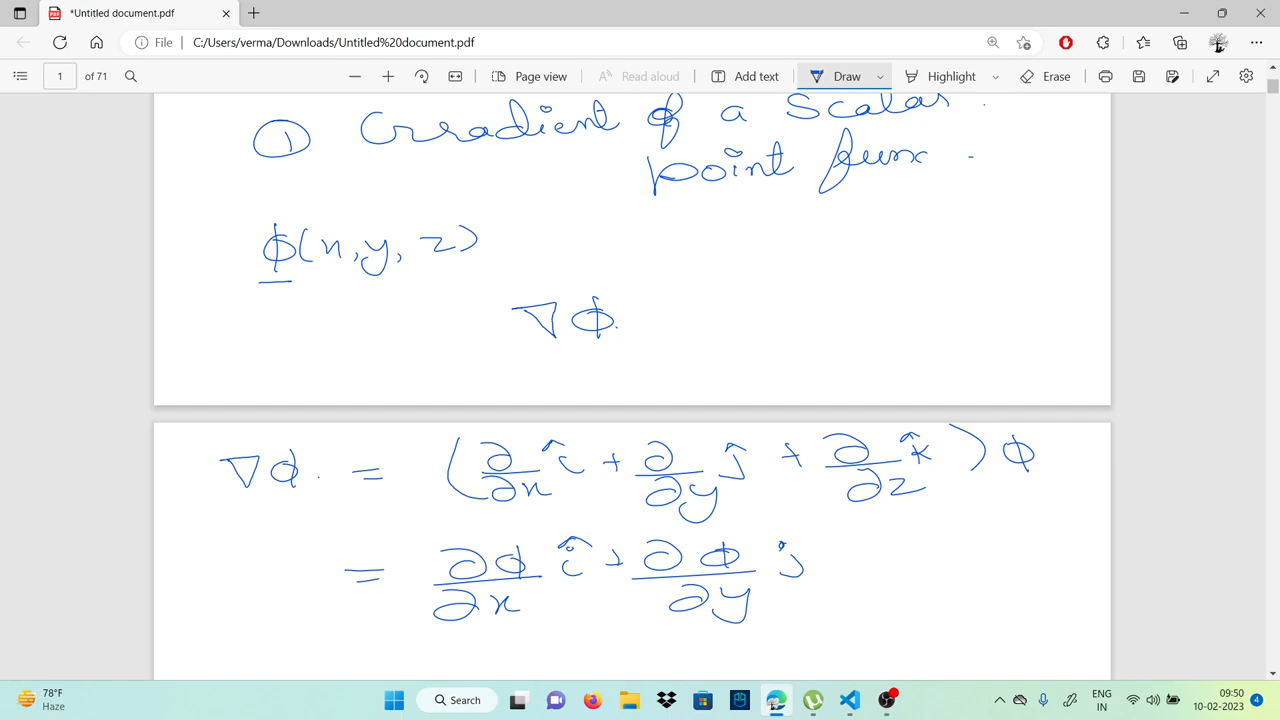 *Untitled document.pdf
File C:/Users/verma/Downloads/Untitled%20document.pdf
1 of 71 Page view Read aloud Add text Draw Highlight Erase
① Gradient of a Scalar
point func
ϕ(x, y, z)
∇ϕ.
∇ϕ. = (∂/∂x î + ∂/∂y ĵ + ∂/∂z k̂) ϕ
= ∂ϕ/∂x î + ∂ϕ/∂y ĵ
78°F
Haze
Search
ENG
IN
09:50
10-02-2023
4